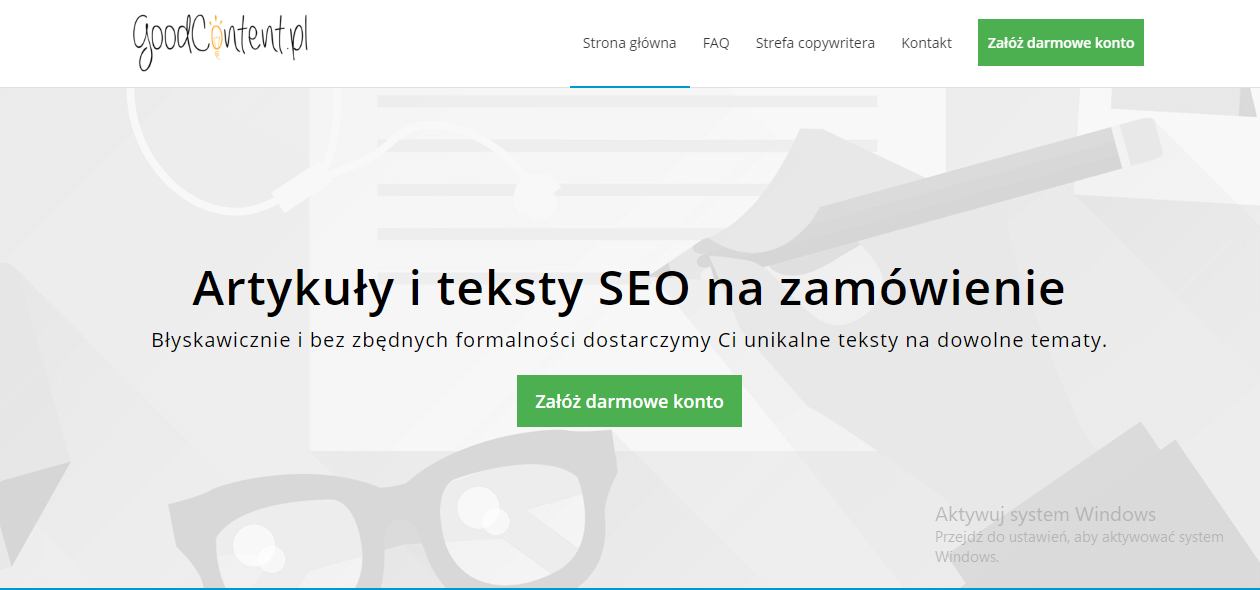 GoodContent.pl
Strona główna FAQ Strefa copywritera Kontakt Załóż darmowe konto
Artykuły i teksty SEO na zamówienie
Błyskawicznie i bez zbędnych formalności dostarczymy Ci unikalne teksty na dowolne tematy.
Załóż darmowe konto
Aktywuj system Windows
Przejdź do ustawień, aby aktywować system
Windows.